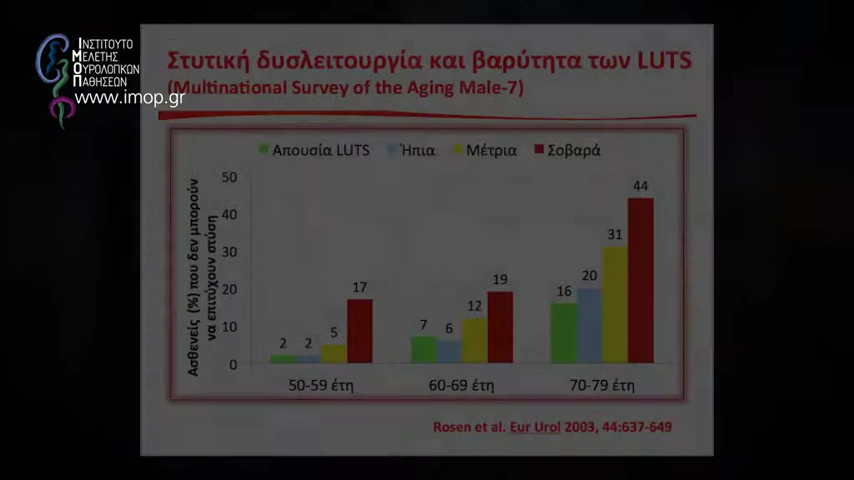 ΙΝΣΤΙΤΟΥΤΟ
ΜΕΛΕΤΗΣ
ΟΥΡΟΛΟΓΙΚΩΝ
ΠΑΘΗΣΕΩΝ
www.imop.gr
Στυτική δυσλειτουργία και βαρύτητα των LUTS
(Multinational Survey of the Aging Male-7)
Απουσία LUTS Ήπια Μέτρια Σοβαρά
Ασθενείς (%) που δεν μπορούν
να επιτύχουν στύση
50
40
30
20
10
0
2 2 5 17
7 6 12 19
16 20 31 44
50-59 έτη 60-69 έτη 70-79 έτη
Rosen et al. Eur Urol 2003, 44:637-649